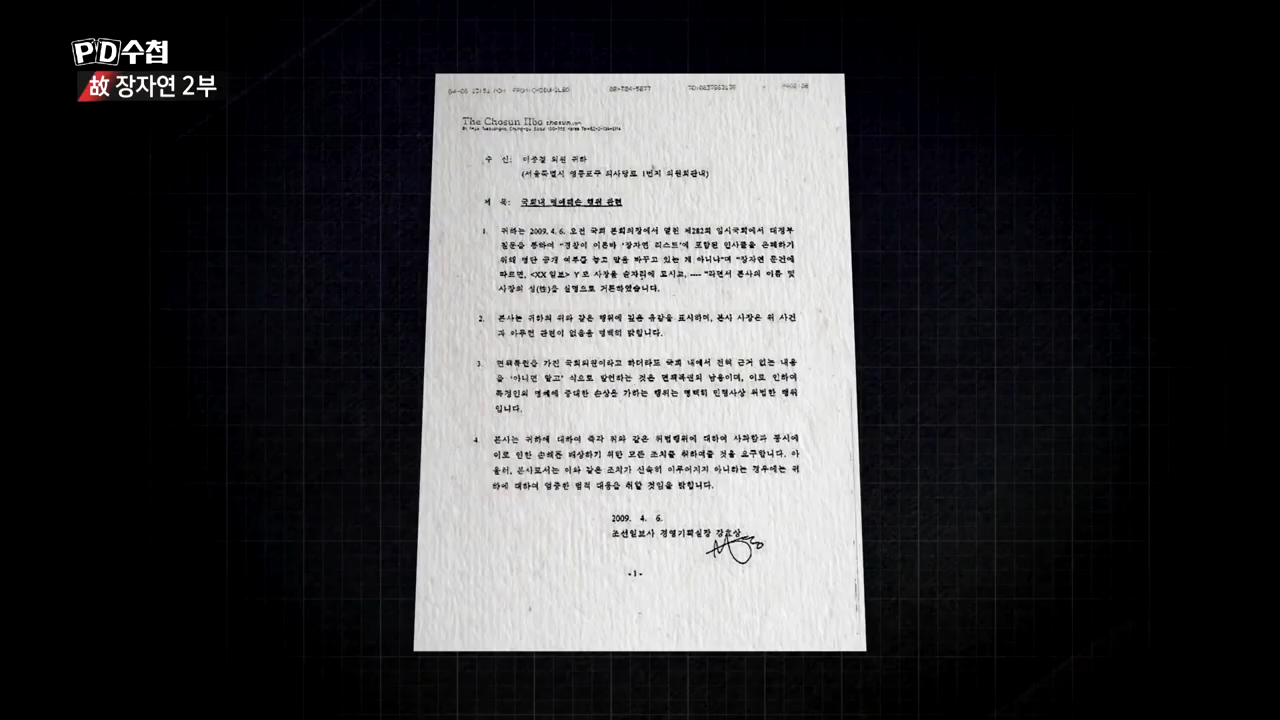 PD수첩
故 장자연 2부
The Chosun Ilbo chosun.com
수 신: 이종걸 의원 귀하
(서울특별시 영등포구 의사당로 1번지 의원회관내)
제 목: 국회내 명예훼손 행위 관련
1. 귀하는 2009. 4. 6. 오전 국회 본회의장에서 열린 제282회 임시국회에서 대정부
질문을 통하여 “경찰이 이른바 ‘장자연 리스트’에 포함된 인사들을 은폐하기
위해 명단 공개 여부를 놓고 말을 바꾸고 있는 게 아니냐”며 “장자연 문건에
따르면, <XX일보> Y모 사장을 술자리에 모시고, ---- “라면서 본사의 이름 및
사장의 성(性)을 실명으로 거론하였습니다.
2. 본사는 귀하의 위와 같은 행위에 깊은 유감을 표시하며, 본사 사장은 위 사건
과 아무런 관련이 없음을 명백히 밝힙니다.
3. 면책특권을 가진 국회의원이라고 하더라도 국회 내에서 전혀 근거 없는 내용
을 ‘아니면 말고’ 식으로 발언하는 것은 면책특권의 남용이며, 이로 인하여
특정인의 명예에 중대한 손상을 가하는 행위는 명백히 민형사상 위법한 행위
입니다.
4. 본사는 귀하에 대하여 즉각 위와 같은 위법행위에 대하여 사과함과 동시에
이로 인한 손해를 배상하기 위한 모든 조치를 취하여줄 것을 요구합니다. 아
울러, 본사로서는 이와 같은 조치가 신속히 이루어지지 아니하는 경우에는 귀
하에 대하여 엄중한 법적 대응을 취할 것임을 밝힙니다.
2009. 4. 6.
조선일보사 경영기획실장 강효상
-1-